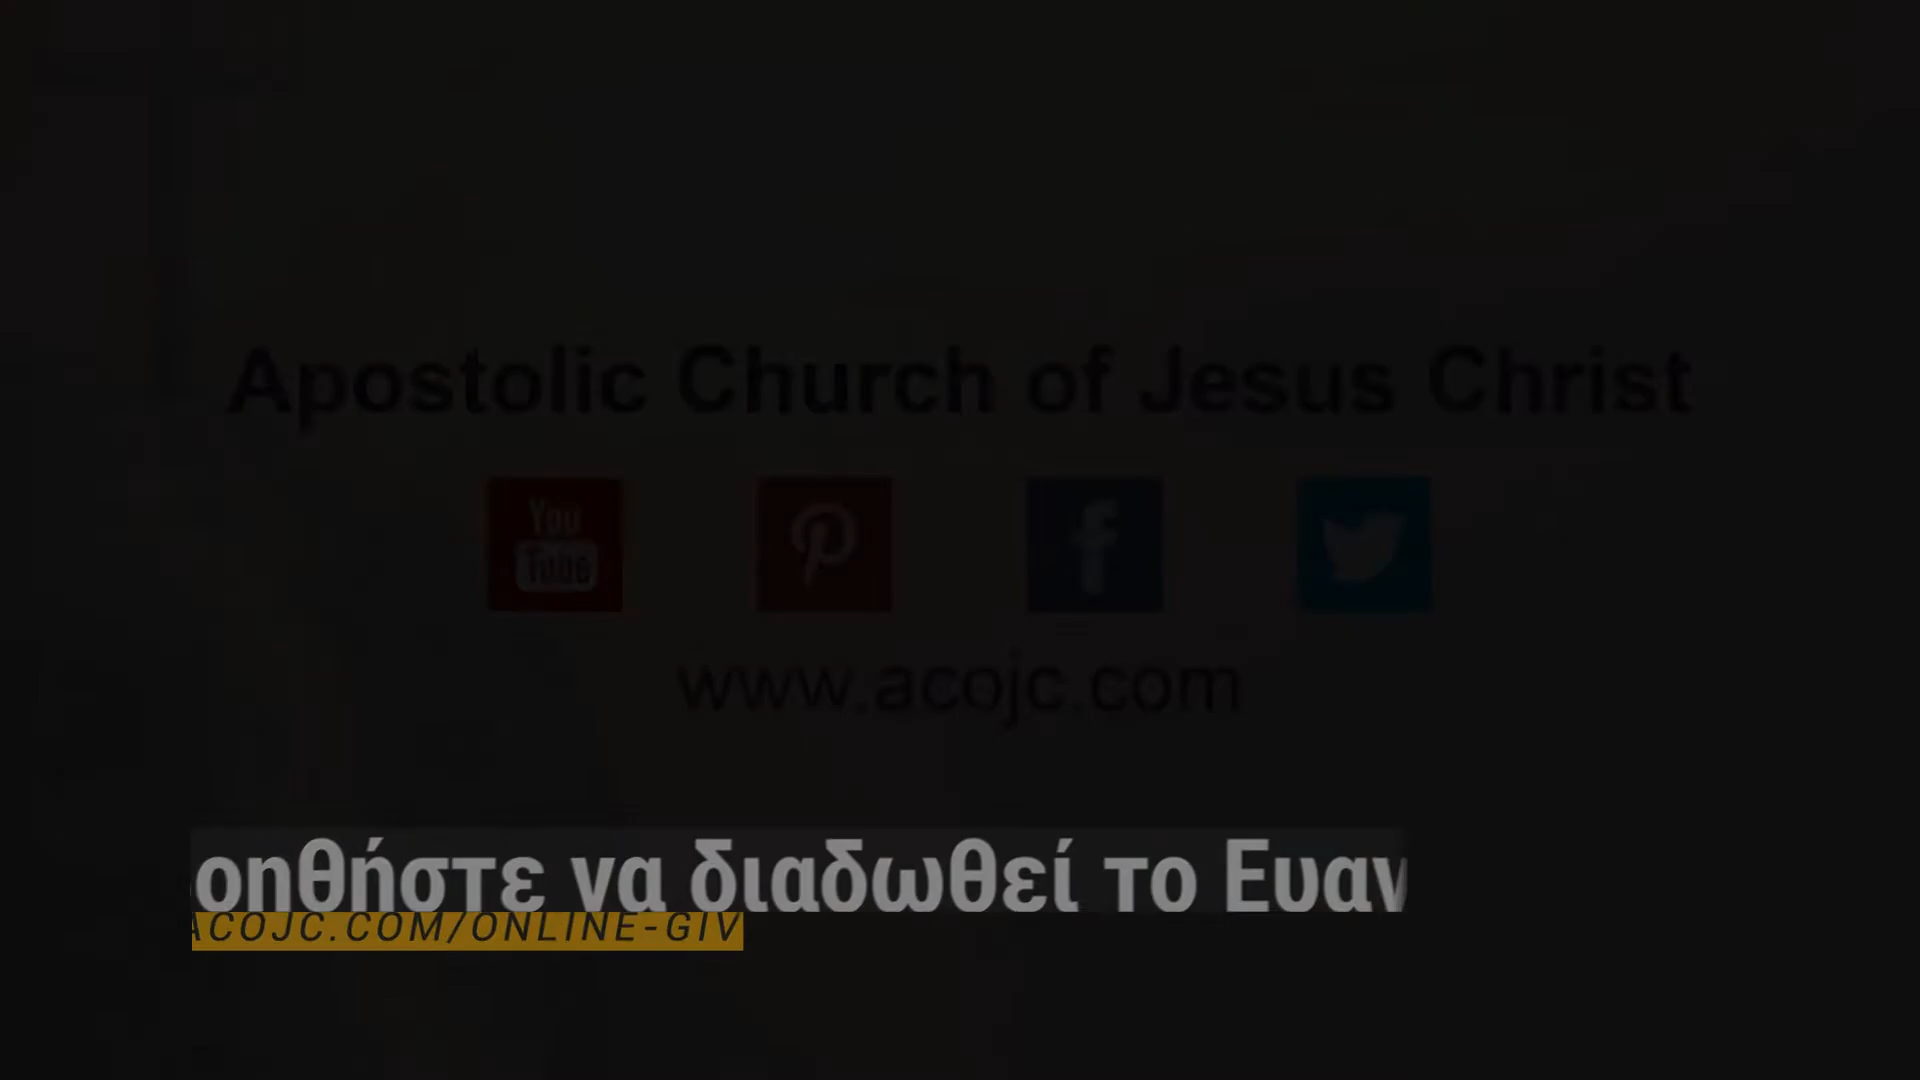 Apostolic Church of Jesus Christ
You
Tube
www.acojc.com
οηθήστε να διαδωθεί το Ευαν
ACOJC.COM/ONLINE-GIV